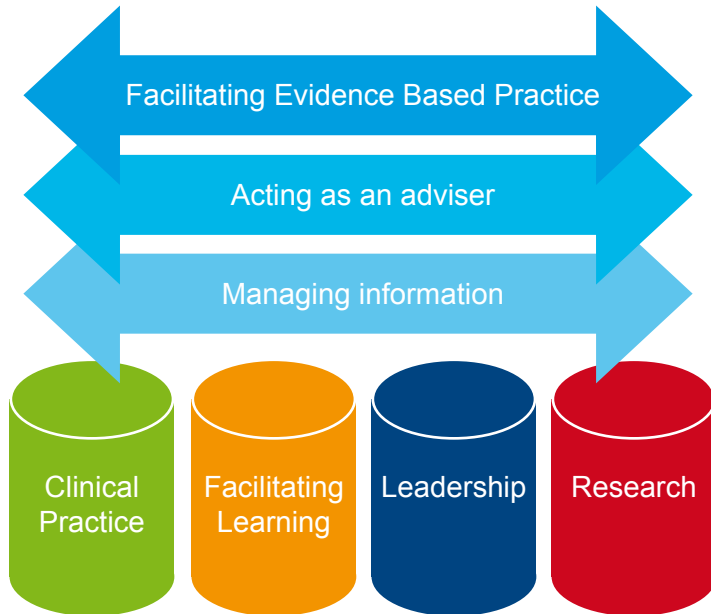 Facilitating Evidence Based Practice
Acting as an adviser
Managing information
Clinical
Practice
Facilitating
Learning
Leadership
Research